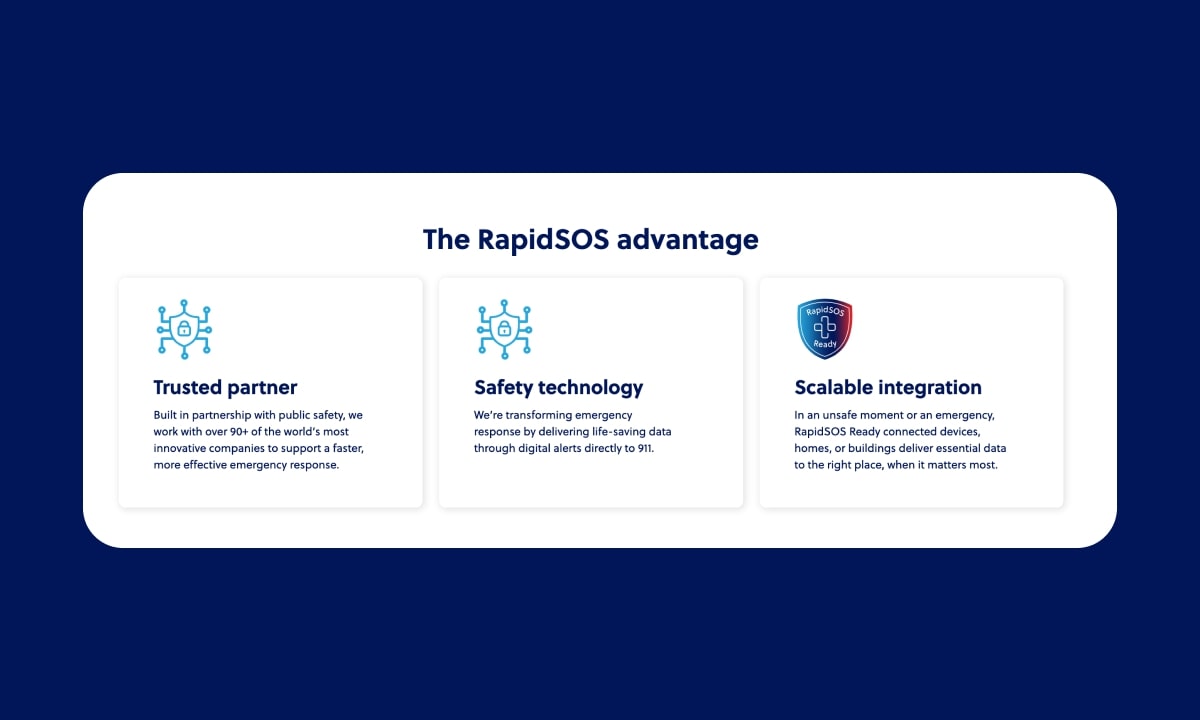 The RapidSOS advantage
Trusted partner
Built in partnership with public safety, we
work with over 90+ of the world's most
innovative companies to support a faster,
more effective emergency response.
Safety technology
We're transforming emergency
response by delivering life-saving data
through digital alerts directly to 911.
RapidSOS
Ready
Scalable integration
In an unsafe moment or an emergency,
RapidSOS Ready connected devices,
homes, or buildings deliver essential data
to the right place, when it matters most.